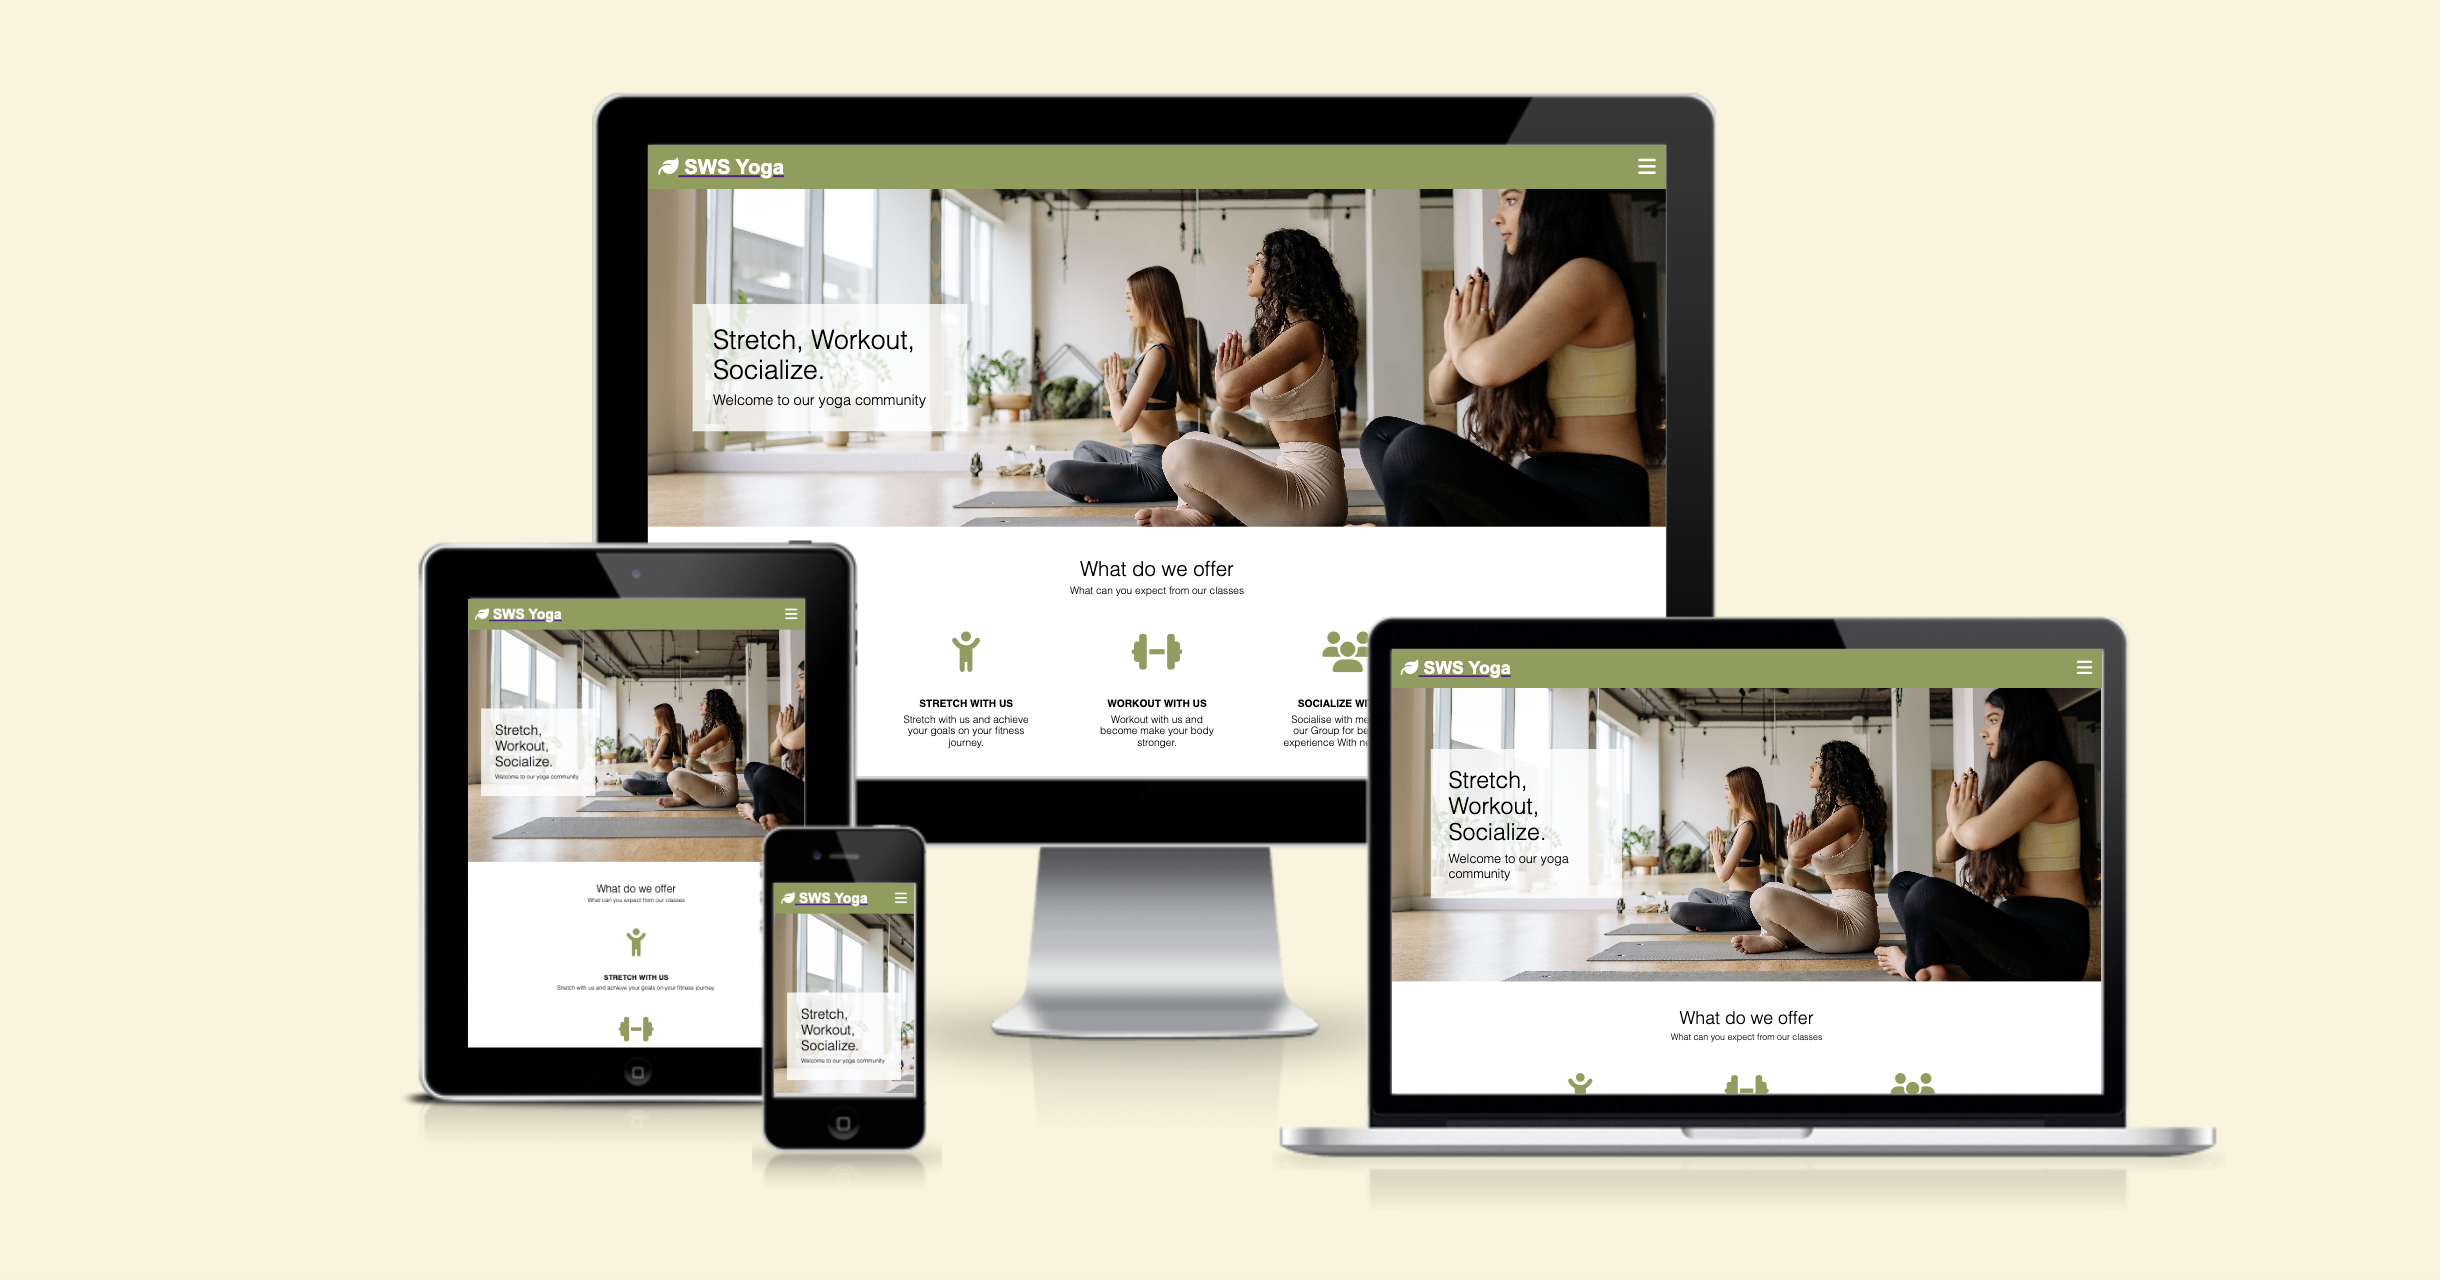 SWS Yoga
Stretch, Workout,
Socialize.
Welcome to our yoga community
What do we offer
What can you expect from our classes
STRETCH WITH US
Stretch with us and achieve
your goals on your fitness
journey.
WORKOUT WITH US
Workout with us and
become make your body
stronger.
SOCIALIZE WI
Socialise with me
our Group for be
experience With ne
SWS Yoga
Stretch,
Workout,
Socialize.
Welcome to our yoga community
What do we offer
What can you expect from our classes
STRETCH WITH US
Stretch with us and achieve your goals on your fitness journey.
SWS Yoga
Stretch,
Workout,
Socialize.
Welcome to our yoga community
SWS Yoga
Stretch,
Workout,
Socialize.
Welcome to our yoga
community
What do we offer
What can you expect from our classes